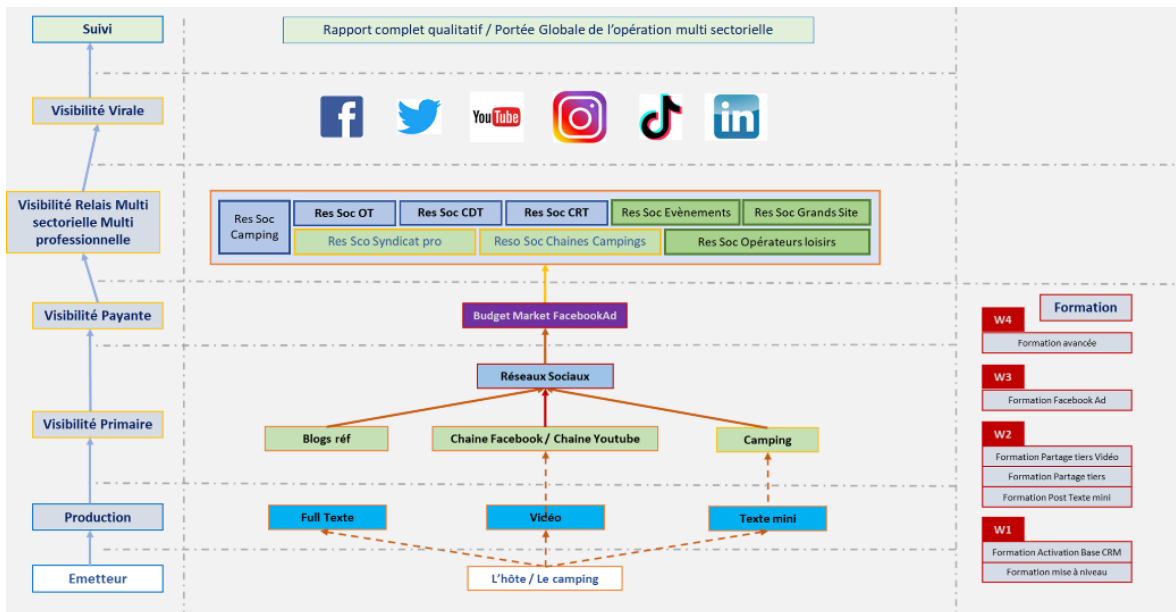 Suivi
Rapport complet qualitatif / Portée Globale de l'opération multi sectorielle
Visibilité Virale
f
You Tube
in
Visibilité Relais Multi
sectorielle Multi
professionnelle
Res Soc
Camping
Res Soc OT
Res Soc CDT
Res Soc CRT
Res Soc Evènements
Res Soc Grands Site
Res Sco Syndicat pro
Reso Soc Chaines Campings
Res Soc Opérateurs loisirs
Visibilité Payante
Budget Market FacebookAd
Réseaux Sociaux
Visibilité Primaire
Blogs réf
Chaine Facebook / Chaine Youtube
Camping
Production
Full Texte
Vidéo
Texte mini
Emetteur
L'hôte / Le camping
Formation
W4
Formation avancée
W3
Formation Facebook Ad
W2
Formation Partage tiers Vidéo
Formation Partage tiers
Formation Post Texte mini
W1
Formation Activation Base CRM
Formation mise à niveau